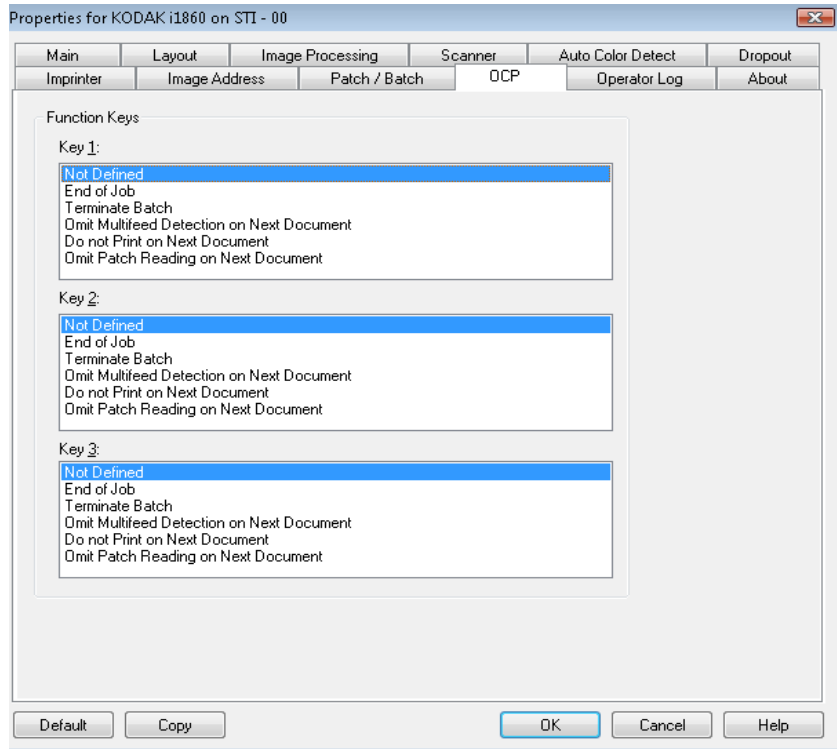 Properties for KODAK i1860 on STI - 00
Main Layout Image Processing Scanner Auto Color Detect Dropout
Imprinter Image Address Patch / Batch OCP Operator Log About
Function Keys
Key 1:
Not Defined
End of Job
Terminate Batch
Omit Multifeed Detection on Next Document
Do not Print on Next Document
Omit Patch Reading on Next Document
Key 2:
Not Defined
End of Job
Terminate Batch
Omit Multifeed Detection on Next Document
Do not Print on Next Document
Omit Patch Reading on Next Document
Key 3:
Not Defined
End of Job
Terminate Batch
Omit Multifeed Detection on Next Document
Do not Print on Next Document
Omit Patch Reading on Next Document
Default Copy OK Cancel Help